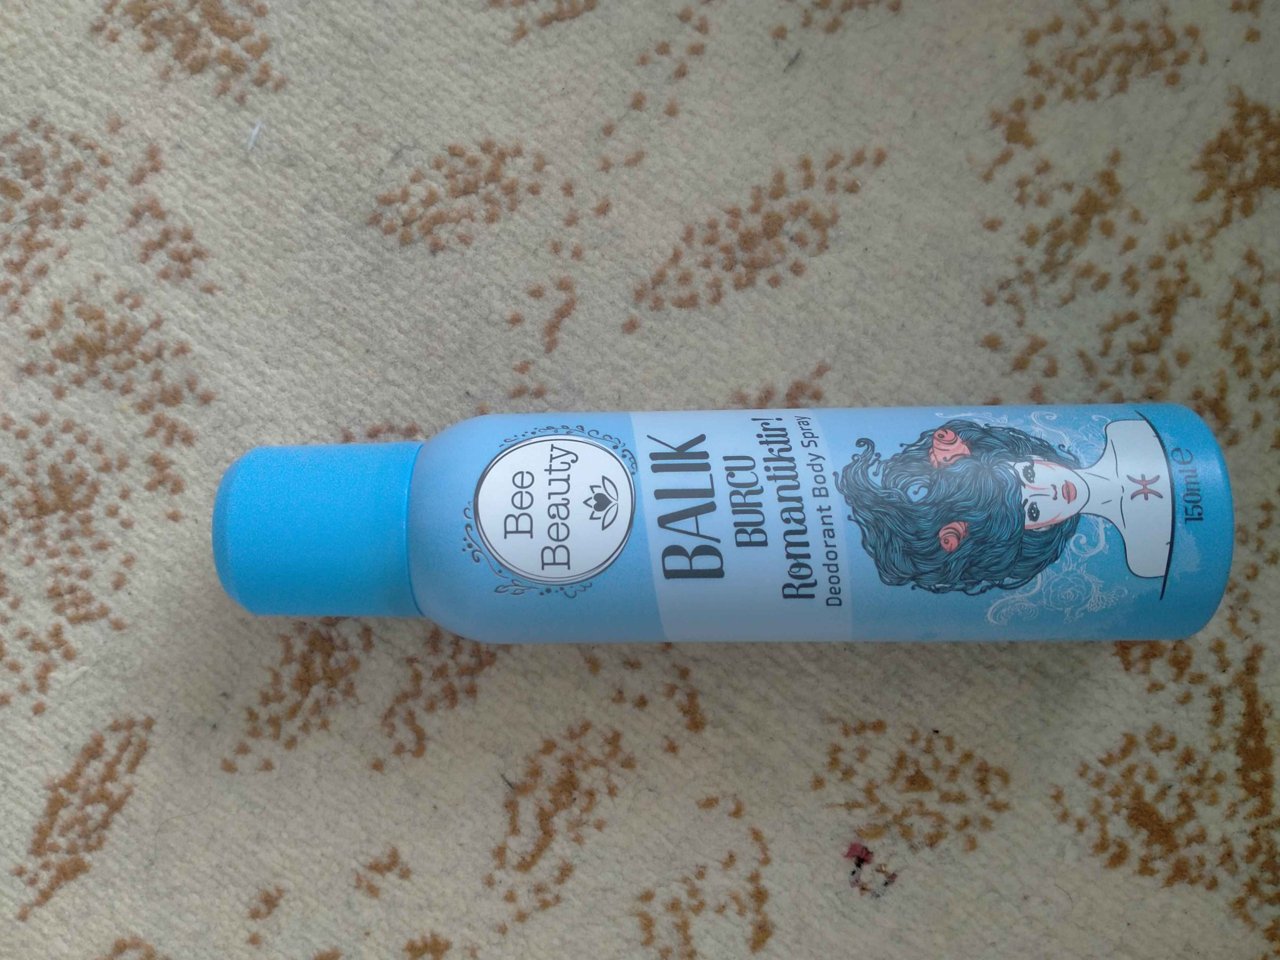 Bee
Beauty
BALIK
BURCU
Romantiktir!
Deodorant Body Spray
150ml e